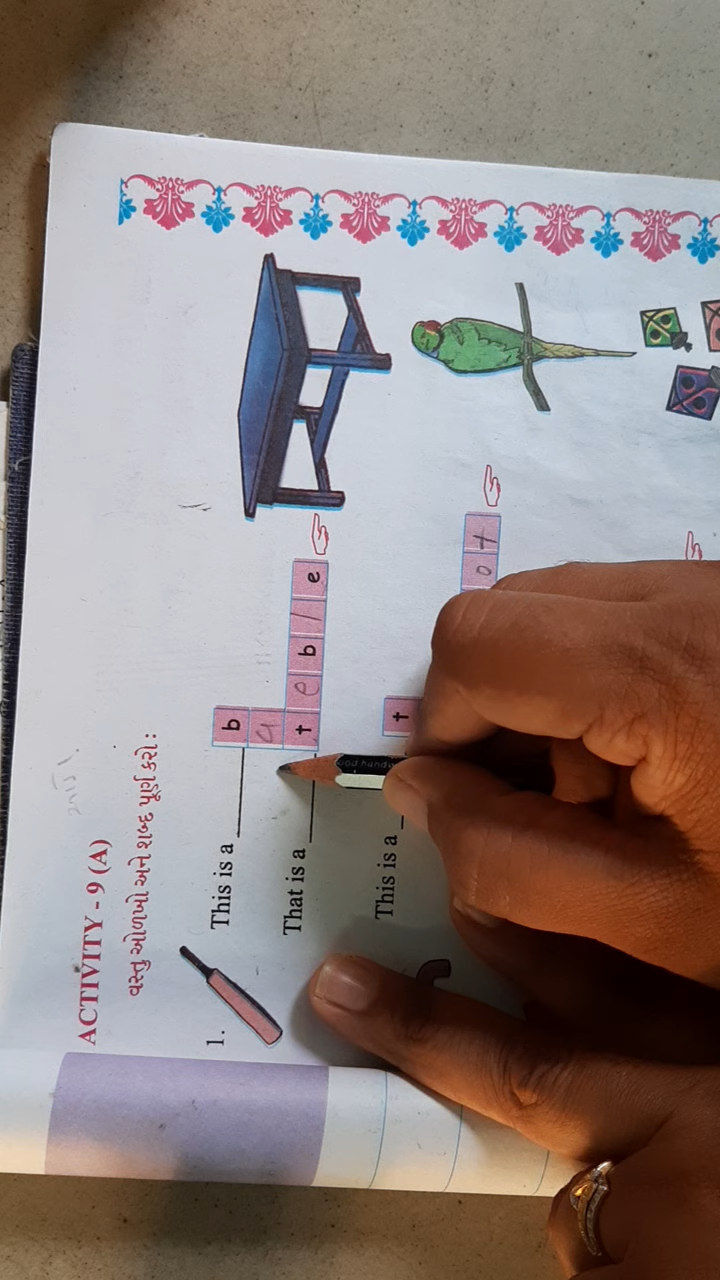 ACTIVITY - 9 (A)
વસ્તુ ઓળખો અને શબ્દ પૂર્ણ કરો :
1.
This is a
b
a
That is a
t e b l e
This is a
t
o t